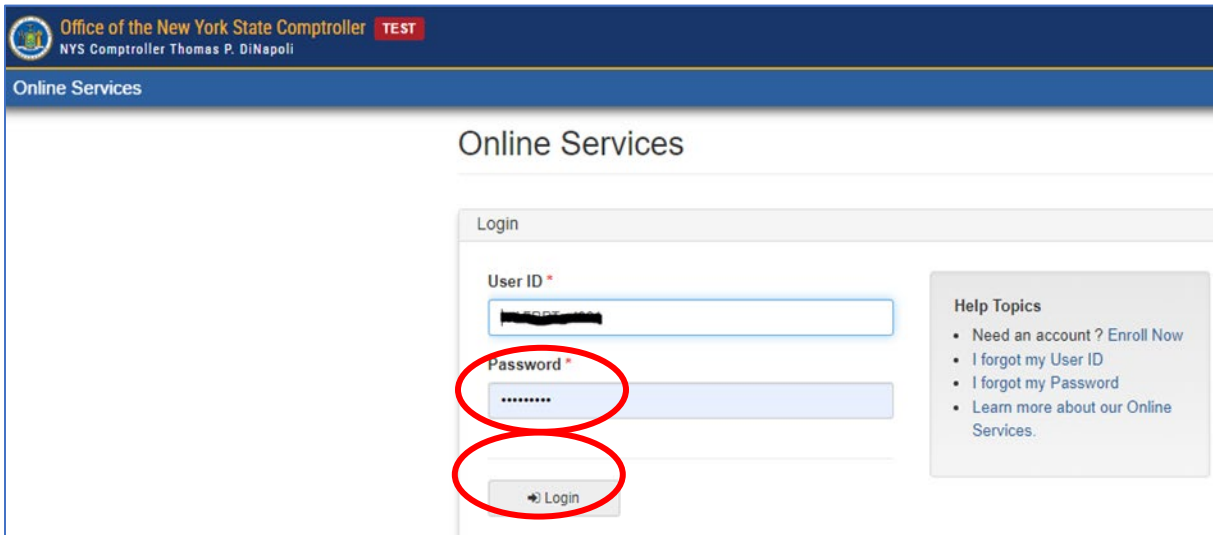 Office of the New York State Comptroller TEST
NYS Comptroller Thomas P. DiNapoli
Online Services
Online Services
Login
User ID *
Password *
•••••••••
Login
Help Topics
• Need an account ? Enroll Now
• I forgot my User ID
• I forgot my Password
• Learn more about our Online
Services.